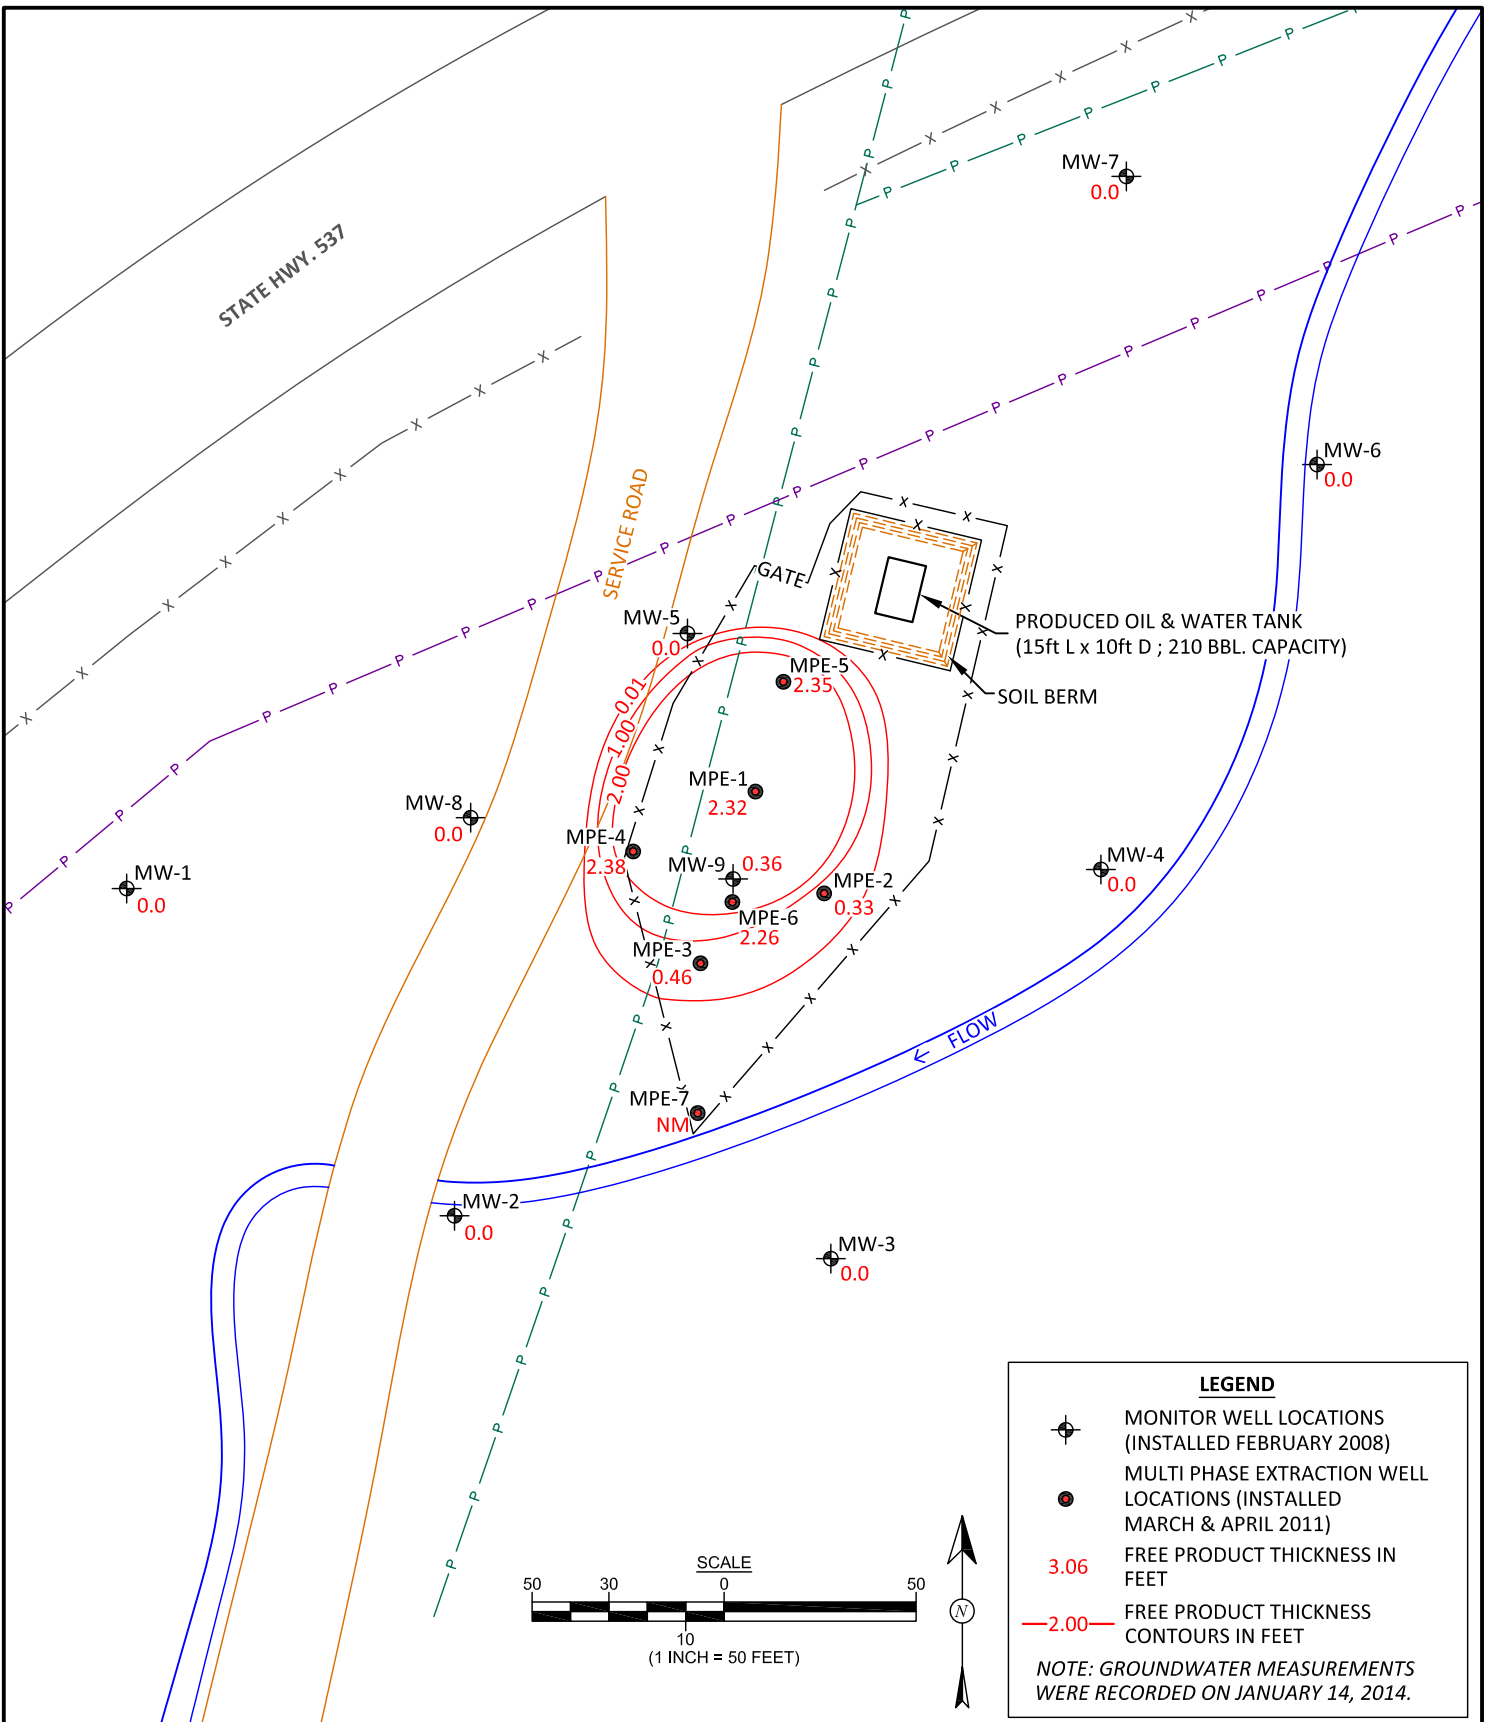 STATE HWY. 537
SERVICE ROAD
MW-7
0.0
MW-6
0.0
GATE
PRODUCED OIL & WATER TANK
(15ft L x 10ft D ; 210 BBL. CAPACITY)
SOIL BERM
MW-5
0.0
MPE-5
2.35
0.01
1.00
2.00
MPE-1
2.32
MW-8
0.0
MPE-4
2.38
MW-9
0.36
MPE-2
0.33
MPE-6
2.26
MPE-3
0.46
MW-1
0.0
MW-4
0.0
← FLOW
MPE-7
NM
MW-2
0.0
MW-3
0.0
SCALE
50 30 0 50
10
(1 INCH = 50 FEET)
N
LEGEND
MONITOR WELL LOCATIONS
(INSTALLED FEBRUARY 2008)
MULTI PHASE EXTRACTION WELL
LOCATIONS (INSTALLED
MARCH & APRIL 2011)
3.06 FREE PRODUCT THICKNESS IN
FEET
2.00 FREE PRODUCT THICKNESS
CONTOURS IN FEET
NOTE: GROUNDWATER MEASUREMENTS
WERE RECORDED ON JANUARY 14, 2014.